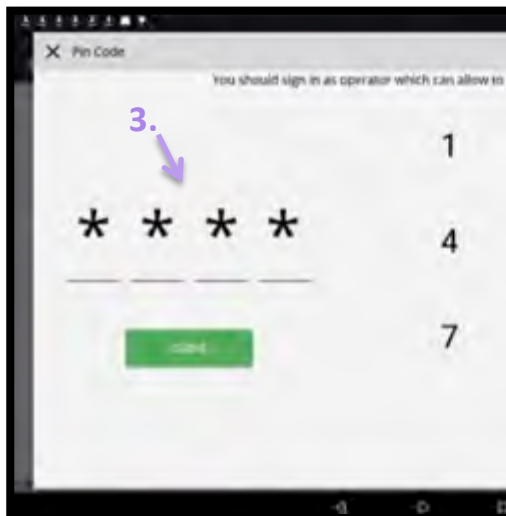 Pin Code
You should sign in as operator which can allow to
3.
1
* * * *
4
7